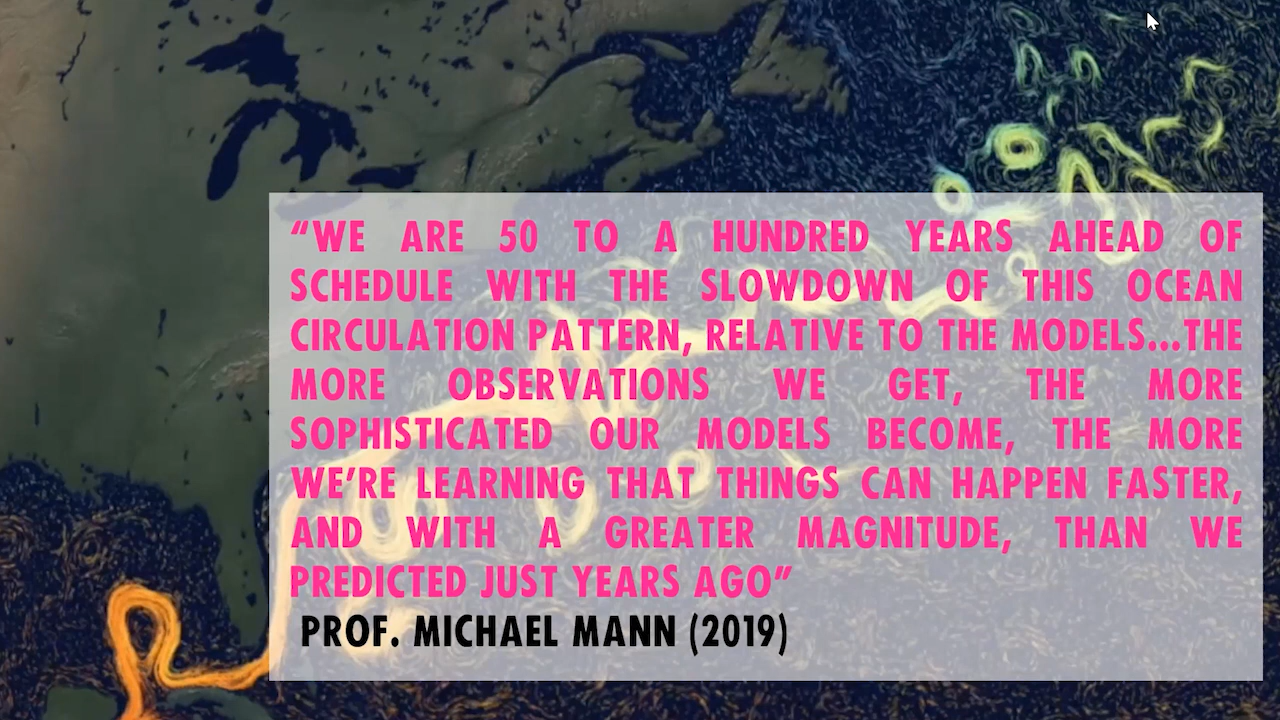 “WE ARE 50 TO A HUNDRED YEARS AHEAD OF
SCHEDULE WITH THE SLOWDOWN OF THIS OCEAN
CIRCULATION PATTERN, RELATIVE TO THE MODELS...THE
MORE OBSERVATIONS WE GET, THE MORE
SOPHISTICATED OUR MODELS BECOME, THE MORE
WE’RE LEARNING THAT THINGS CAN HAPPEN FASTER,
AND WITH A GREATER MAGNITUDE, THAN WE
PREDICTED JUST YEARS AGO”
PROF. MICHAEL MANN (2019)